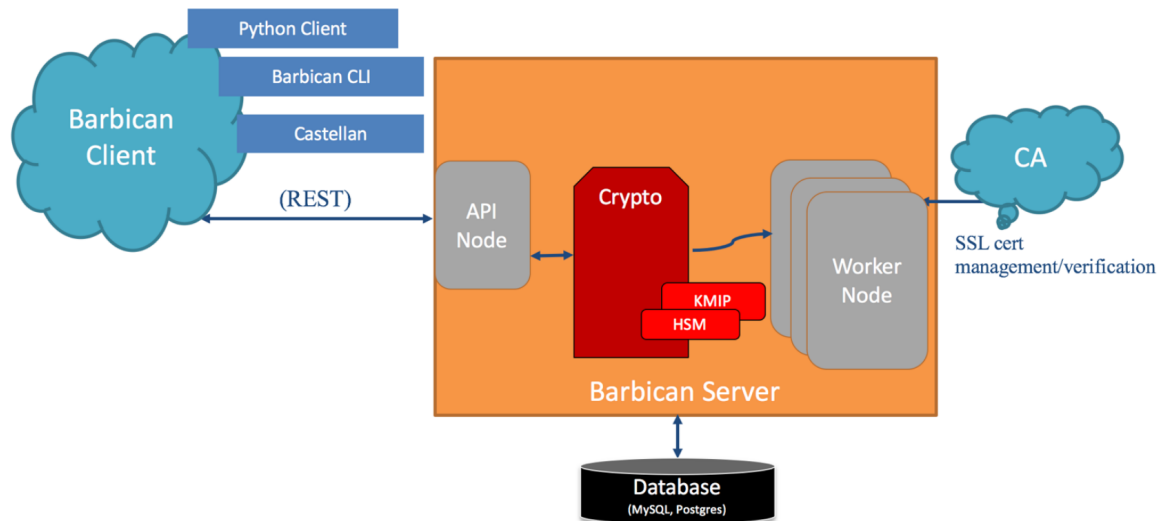 Python Client
Barbican CLI
Castellan
Barbican
Client
(REST)
API
Node
Crypto
KMIP
HSM
Worker
Node
Barbican Server
CA
SSL cert
management/verification
Database
(MySQL, Postgres)